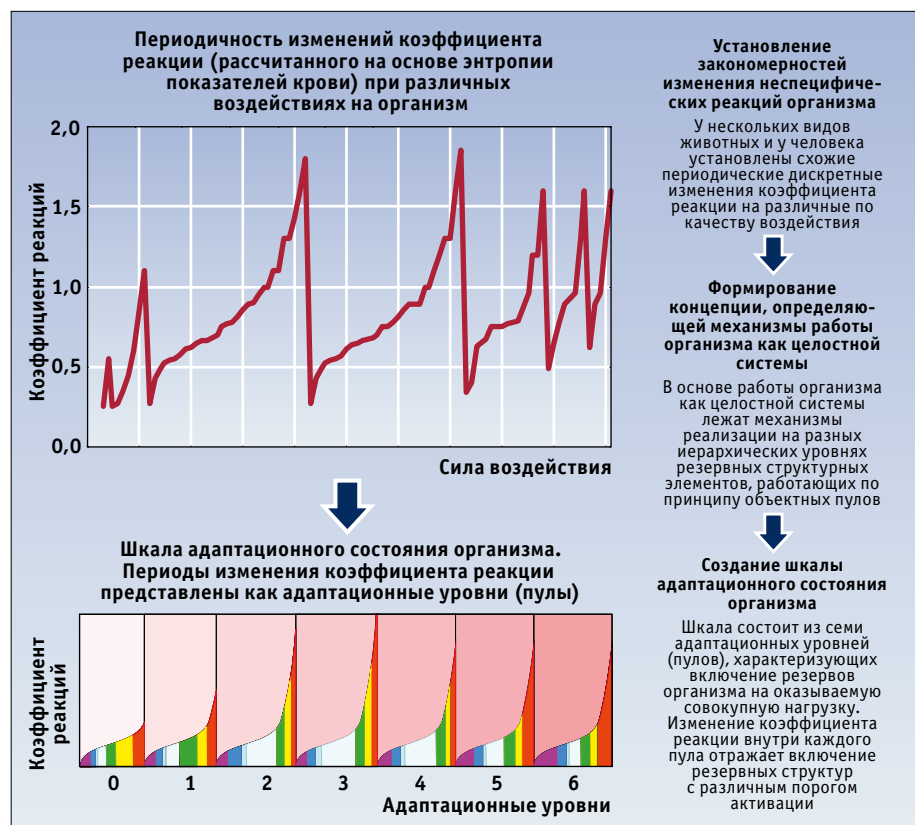 Периодичность изменений коэффициента
реакции (рассчитанного на основе энтропии
показателей крови) при различных
воздействиях на организм
2,0
1,5
1,0
0,5
0,0
Коэффициент реакций
Сила воздействия
Шкала адаптационного состояния организма.
Периоды изменения коэффициента реакции
представлены как адаптационные уровни (пулы)
Коэффициент
реакций
0 1 2 3 4 5 6
Адаптационные уровни
Установление
закономерностей
изменения неспецифиче-
ских реакций организма
У нескольких видов
животных и у человека
установлены схожие
периодические дискретные
изменения коэффициента
реакции на различные по
качеству воздействия
Формирование
концепции, определяю-
щей механизмы работы
организма как целостной
системы
В основе работы организма
как целостной системы
лежат механизмы
реализации на разных
иерархических уровнях
резервных структурных
элементов, работающих по
принципу объектных пулов
Создание шкалы
адаптационного состояния
организма
Шкала состоит из семи
адаптационных уровней
(пулов), характеризующих
включение резервов
организма на оказываемую
совокупную нагрузку.
Изменение коэффициента
реакции внутри каждого
пула отражает включение
резервных структур
с различным порогом
активации